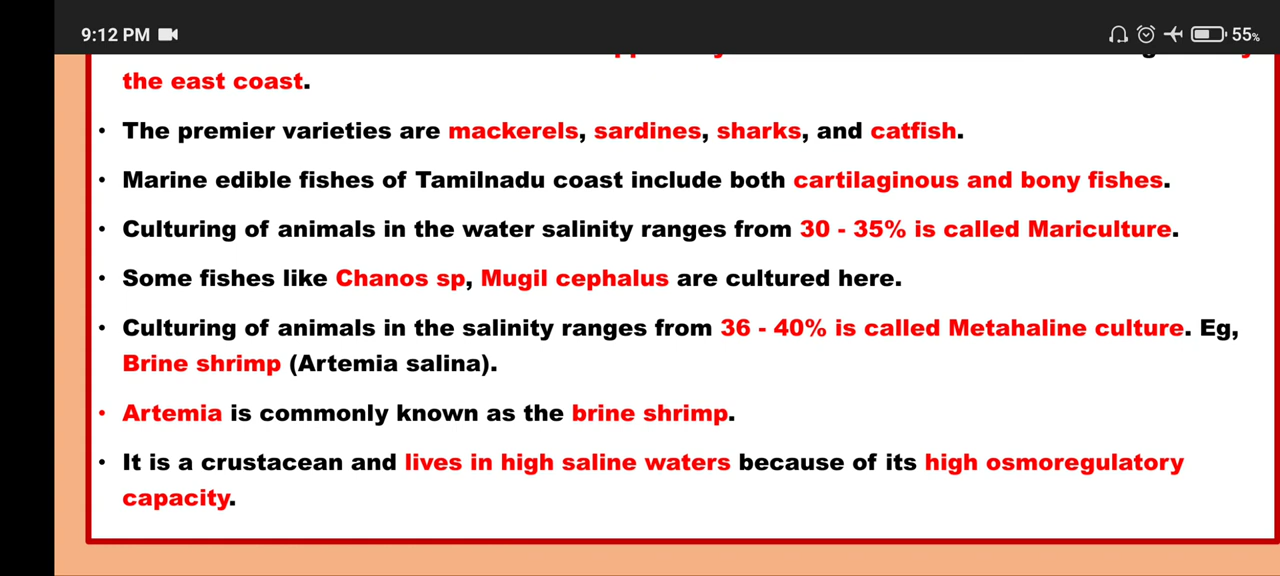 9:12 PM 55%
the east coast.
• The premier varieties are mackerels, sardines, sharks, and catfish.
• Marine edible fishes of Tamilnadu coast include both cartilaginous and bony fishes.
• Culturing of animals in the water salinity ranges from 30 - 35% is called Mariculture.
• Some fishes like Chanos sp, Mugil cephalus are cultured here.
• Culturing of animals in the salinity ranges from 36 - 40% is called Metahaline culture. Eg,
Brine shrimp (Artemia salina).
• Artemia is commonly known as the brine shrimp.
• It is a crustacean and lives in high saline waters because of its high osmoregulatory
capacity.